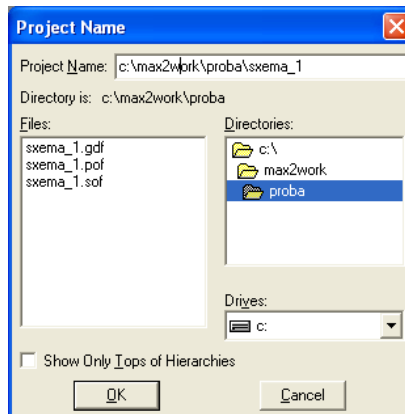 Project Name
Project Name: c:\max2work\proba\sxema_1
Directory is: c:\max2work\proba
Files:
sxema_1.gdf
sxema_1.pof
sxema_1.sof
Directories:
c:\
max2work
proba
Drives:
c:
Show Only Tops of Hierarchies
OK
Cancel